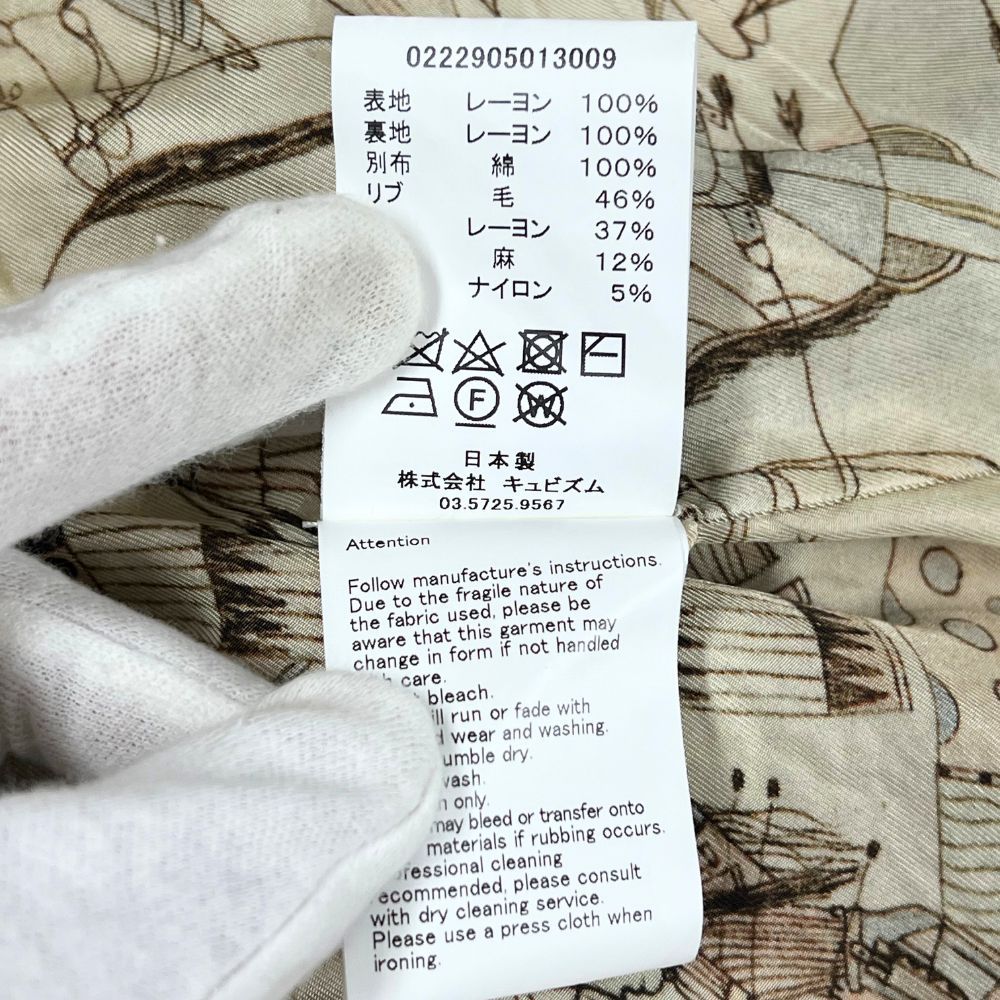 0222905013009
表地 レーヨン 100%
裏地 レーヨン 100%
別布 綿 100%
リブ 毛 46%
レーヨン 37%
麻 12%
ナイロン 5%
F W
日本製
株式会社 キュビズム
03.5725.9567
Attention
Follow manufacture's instructions.
Due to the fragile nature of
the fabric used, please be
aware that this garment may
change in form if not handled
care.
bleach.
run or fade with
wear and washing.
dry.
only.
may bleed or transfer onto
materials if rubbing occurs.
cleaning
recommended, please consult
with dry cleaning service.
Please use a press cloth when
ironing.